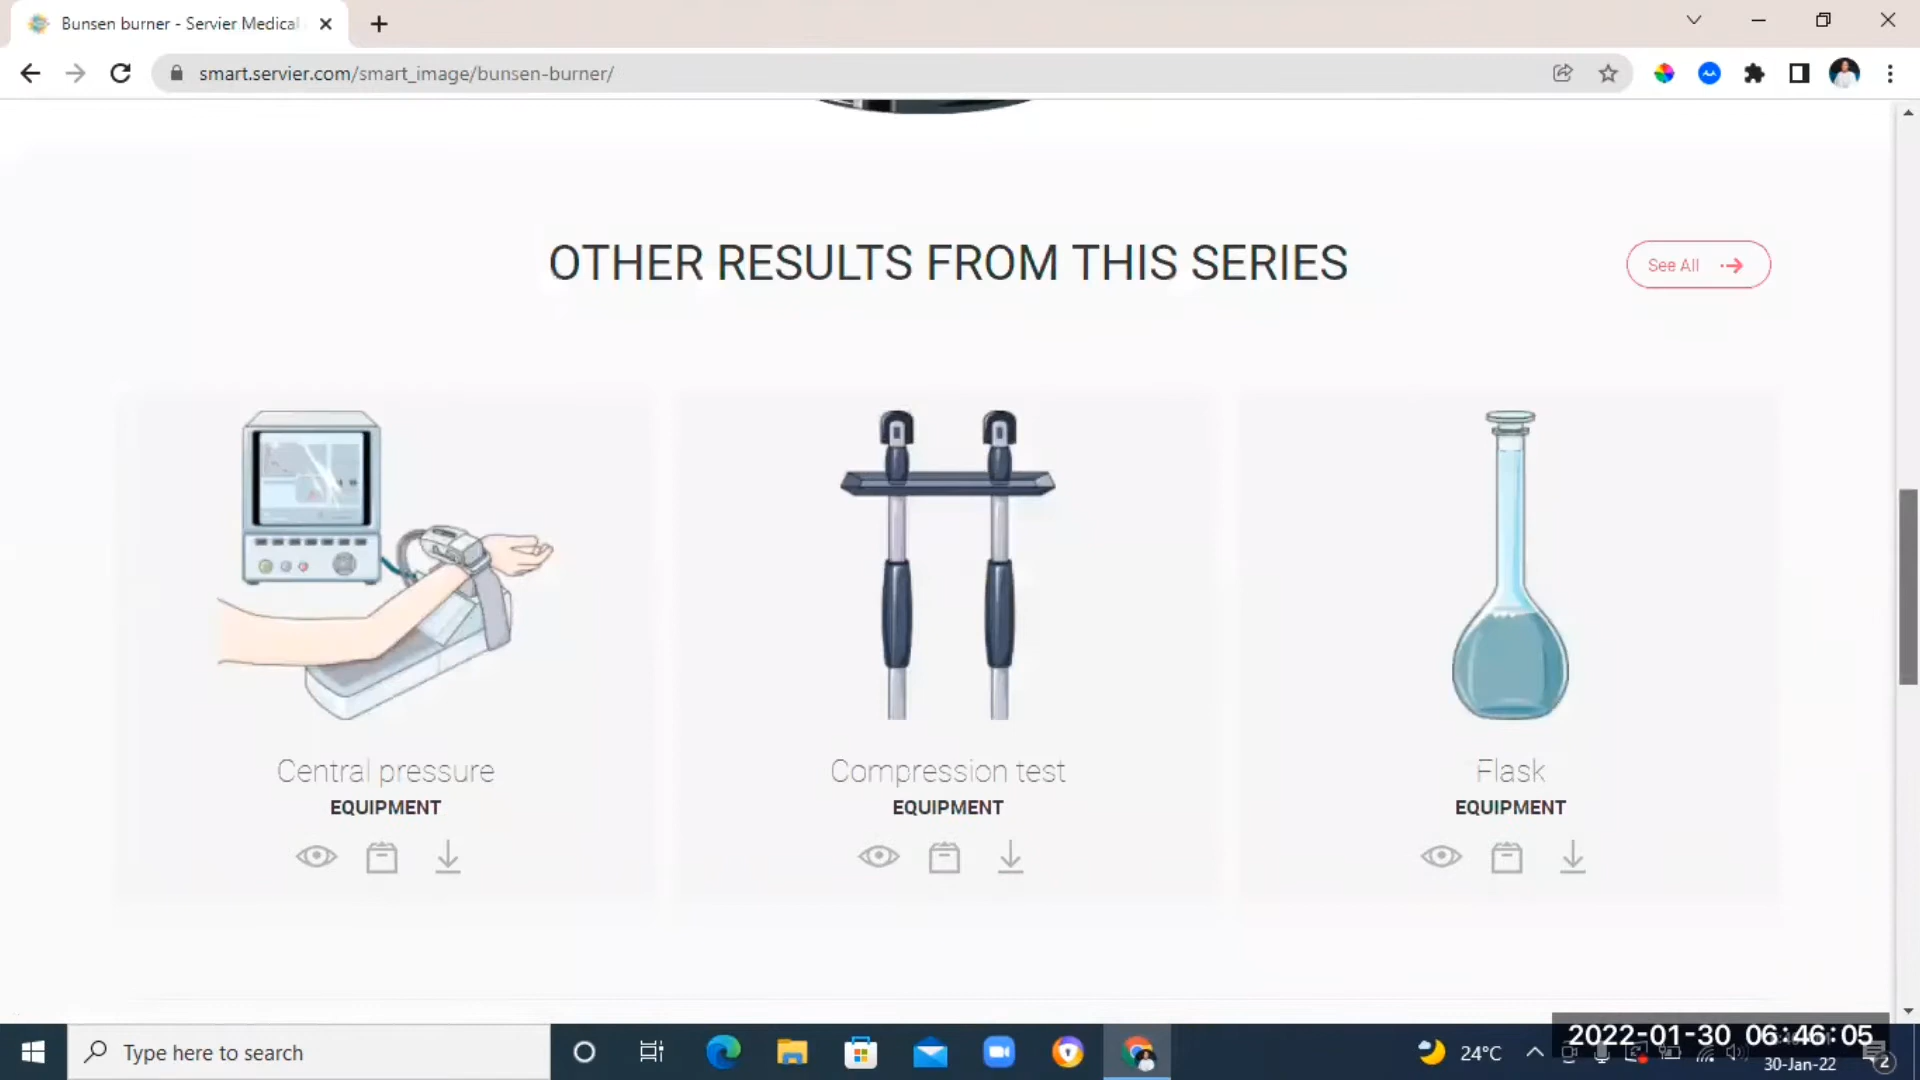 Bunsen burner - Servier Medical
smart.servier.com/smart_image/bunsen-burner/
OTHER RESULTS FROM THIS SERIES
See All
Central pressure
EQUIPMENT
Compression test
EQUIPMENT
Flask
EQUIPMENT
Type here to search
24°C
2022-01-30 06:46:05
30-Jan-22
2